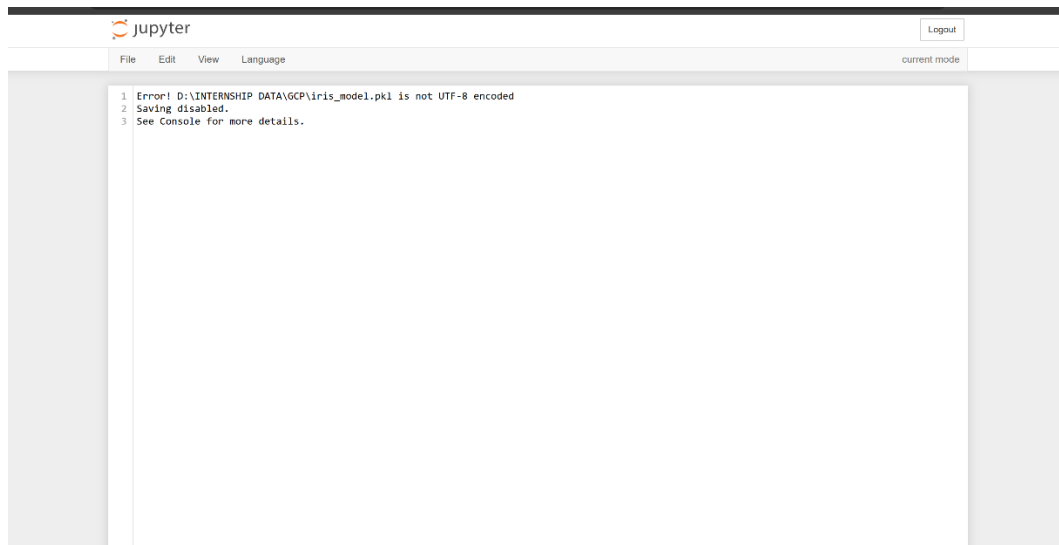 jupyter
Logout
File Edit View Language current mode
1 Error! D:\INTERNSHIP DATA\GCP\iris_model.pkl is not UTF-8 encoded
2 Saving disabled.
3 See Console for more details.